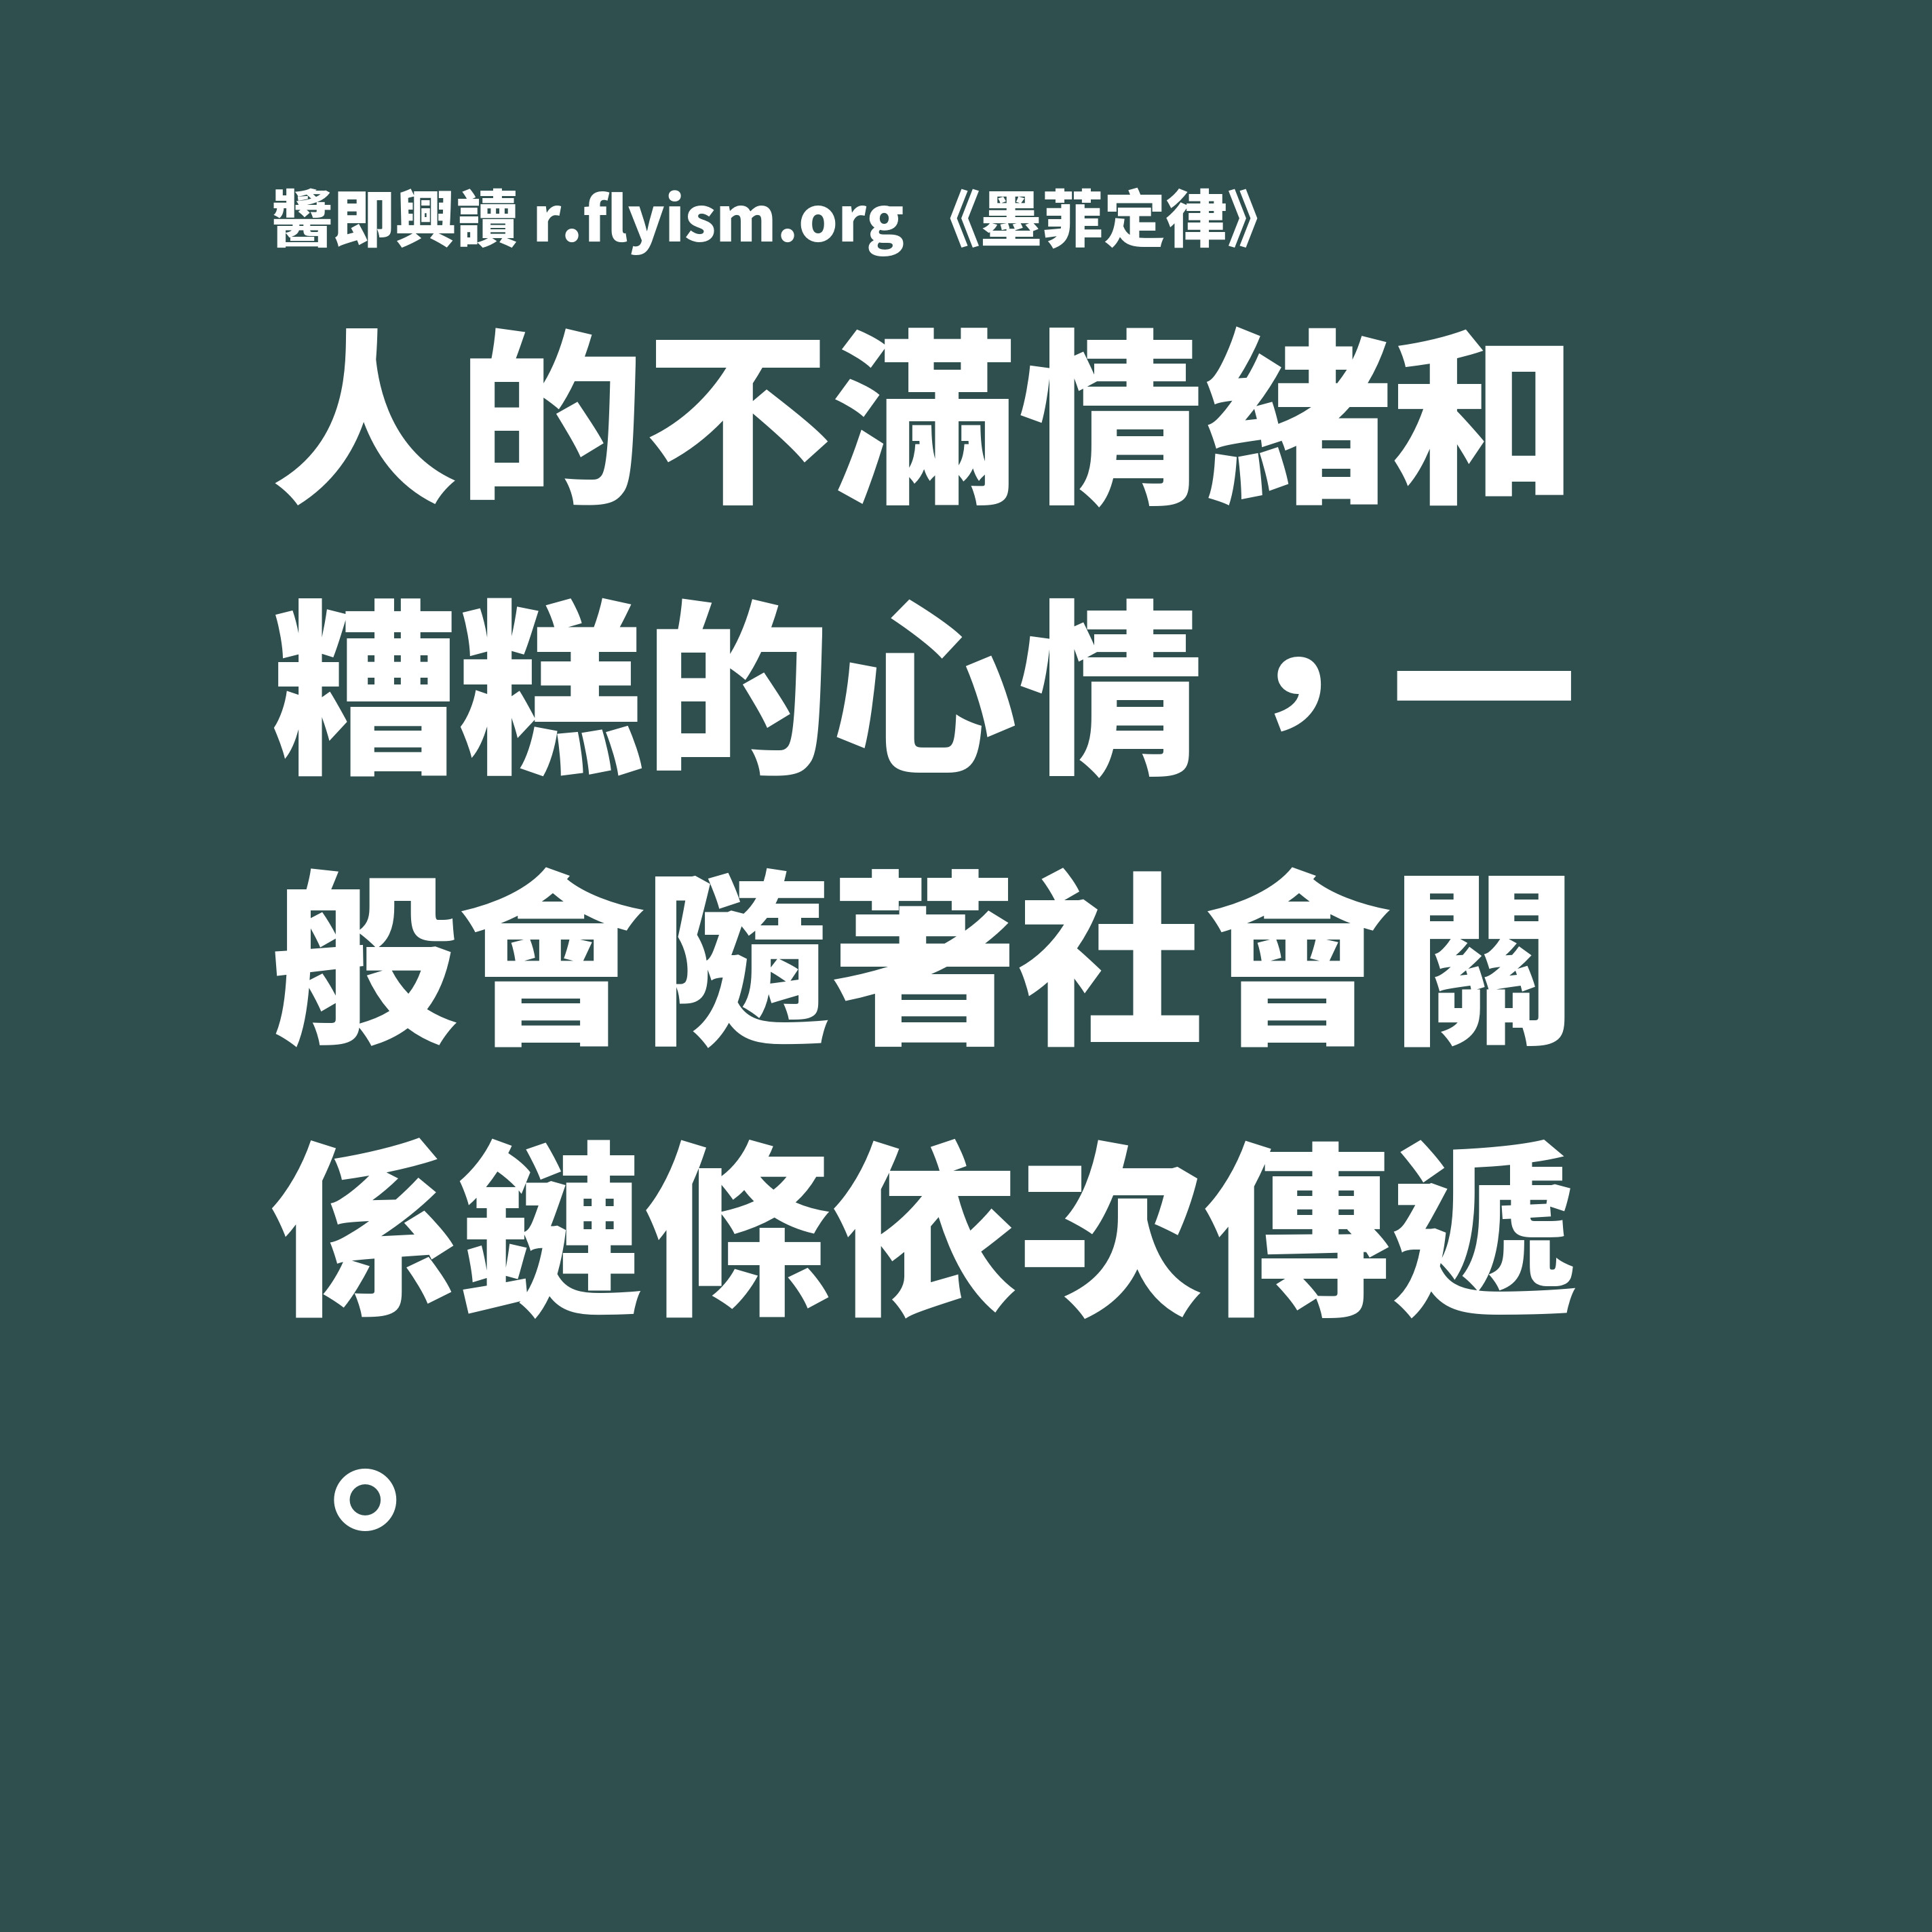 醫即興讀 r.flyism.org 《墨菲定律》
人的不滿情緒和
糟糕的心情，一
般會隨著社會關
係鏈條依次傳遞
。